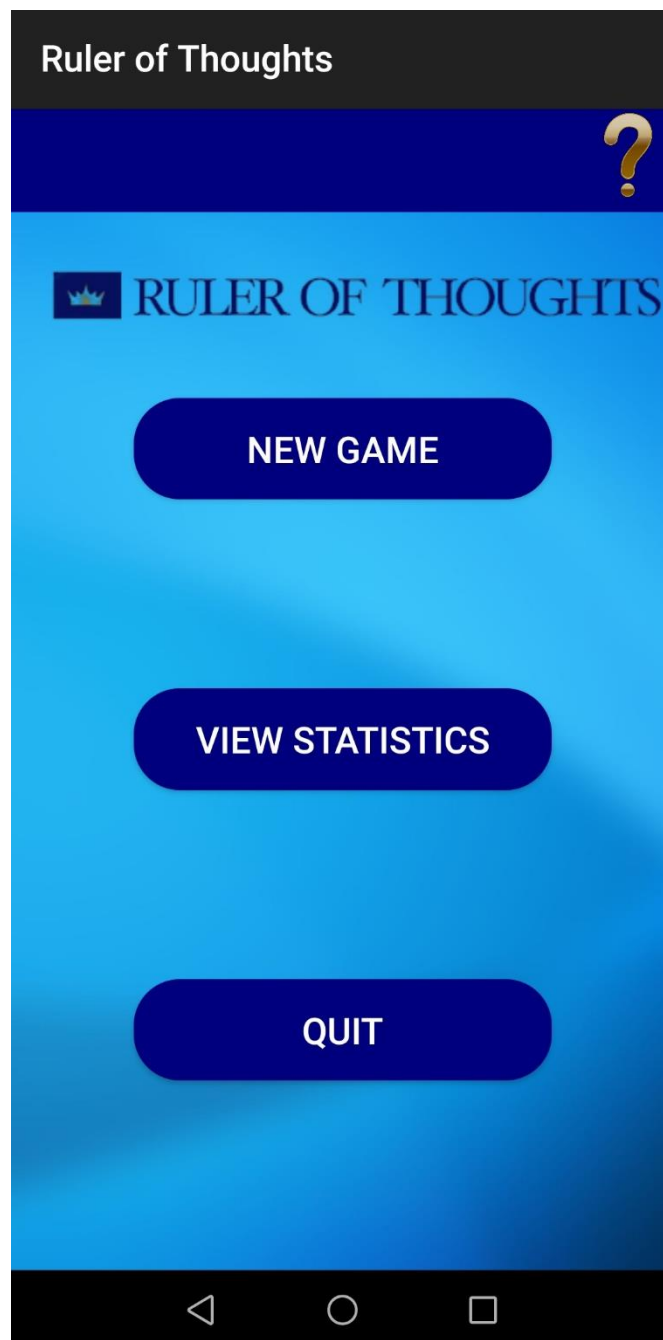 Ruler of Thoughts
?
RULER OF THOUGHTS
NEW GAME
VIEW STATISTICS
QUIT